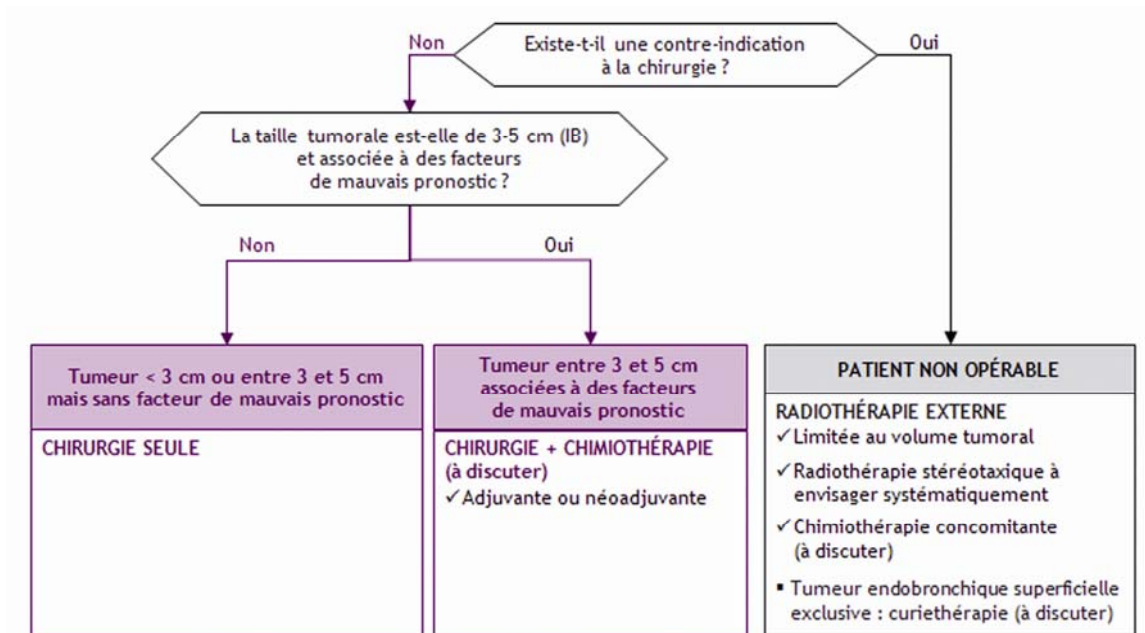 Non
Existe-t-il une contre-indication
à la chirurgie ?
Oui
La taille tumorale est-elle de 3-5 cm (IB)
et associée à des facteurs
de mauvais pronostic ?
Non
Oui
Tumeur < 3 cm ou entre 3 et 5 cm
mais sans facteur de mauvais pronostic
CHIRURGIE SEULE
Tumeur entre 3 et 5 cm
associées à des facteurs
de mauvais pronostic
CHIRURGIE + CHIMIOTHÉRAPIE
(à discuter)
✓Adjuvante ou néoadjuvante
PATIENT NON OPÉRABLE
RADIOTHÉRAPIE EXTERNE
✓Limitée au volume tumoral
✓Radiothérapie stéréotaxique à
envisager systématiquement
✓Chimiothérapie concomitante
(à discuter)
▪ Tumeur endobronchique superficielle
exclusive : curiethérapie (à discuter)